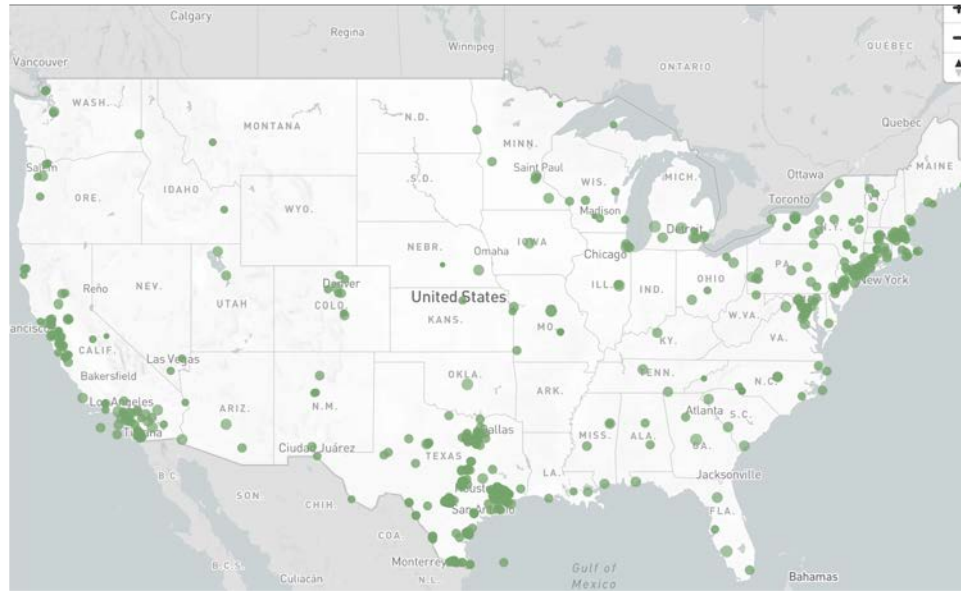 Calgary
Regina
Winnipeg
Vancouver
QUEBEC
ONTARIO
WASH.
MONTANA
N.D.
MINN.
Quebec
Salem
Saint Paul
MAINE
ORE.
IDAHO
S.D.
WIS.
MICH.
Ottawa
Toronto
WYO.
Madison
Detroit
N.Y.
VT.
NEBR.
Omaha
IOWA
Chicago
Reño
NEV.
UTAH
Denver
COLO.
United States
KANS.
ILL.
IND.
OHIO
PA.
New York
ancisco
CALIF.
MO.
W.VA.
VA.
KY.
Las Vegas
Bakersfield
Los Angeles
ARIZ.
N.M.
OKLA.
ARK.
TENN.
N.C.
Tijuana
Ciudad Juárez
Dallas
TEXAS
MISS.
ALA.
Atlanta
GA.
S.C.
B.C.
SON.
CHIH.
LA.
Jacksonville
Houston
San Antonio
FLA.
COA.
B.C.S.
Culiacán
Monterrey
N.L.
Gulf of
Mexico
Bahamas